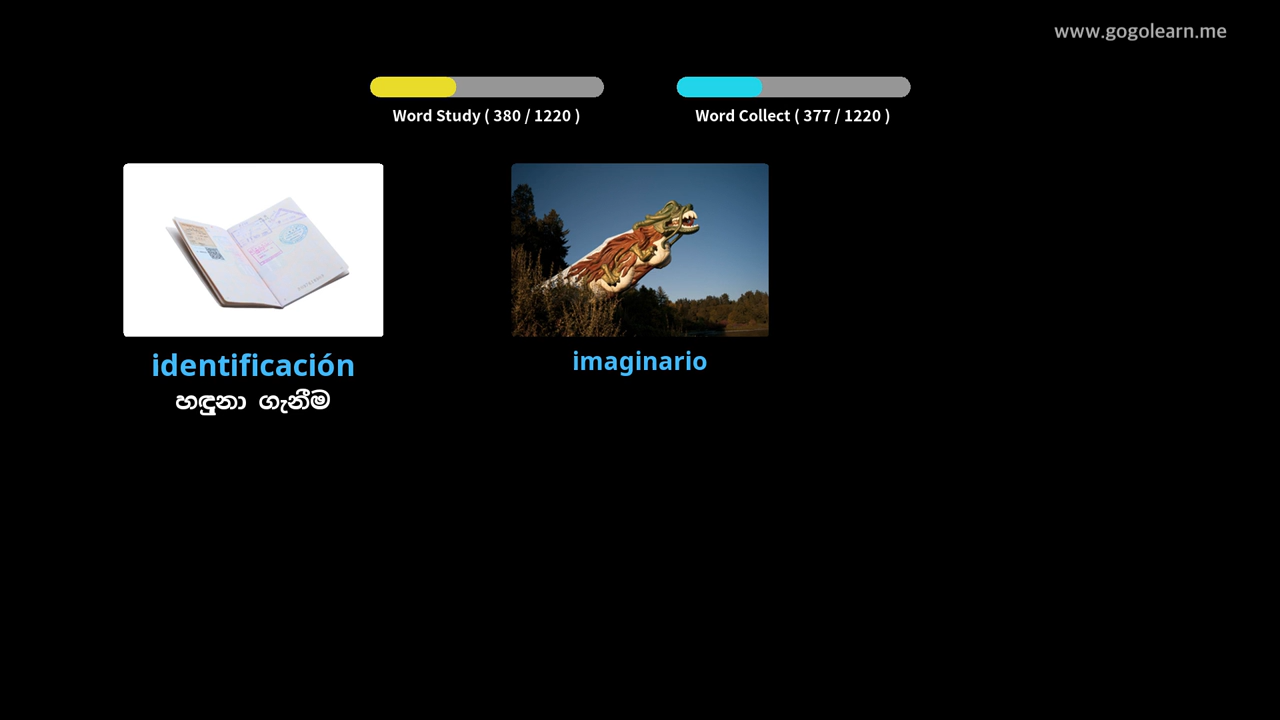 www.gogolearn.me
Word Study ( 380 / 1220 )
Word Collect ( 377 / 1220 )
identificación
හඳුනා ගැනීම
imaginario